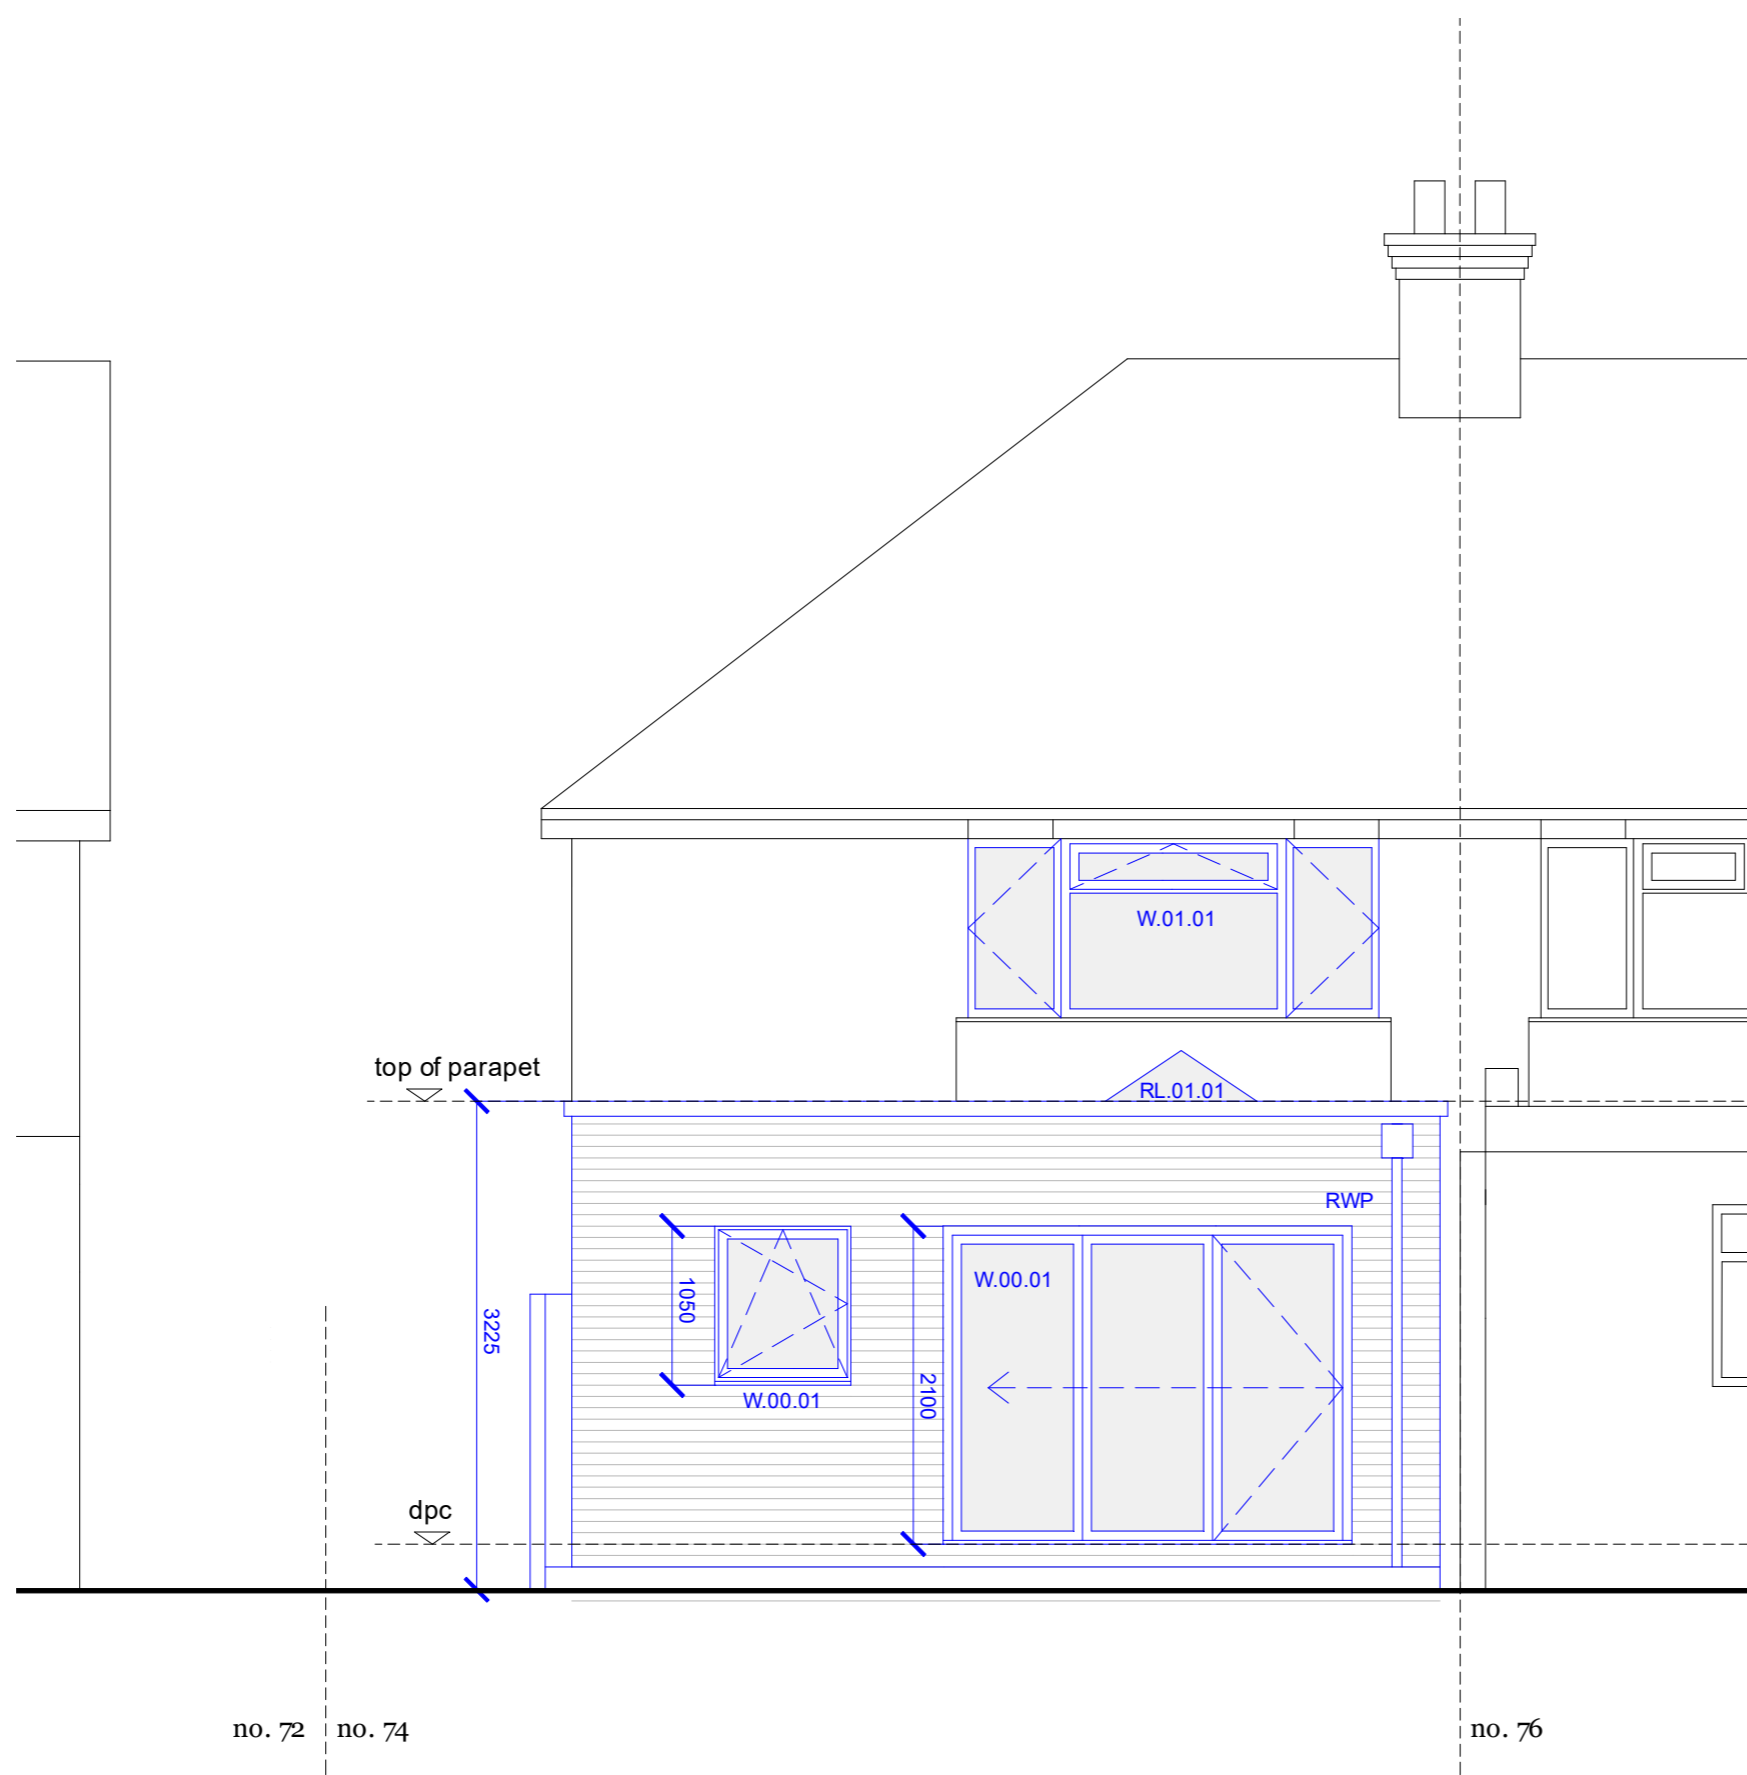 W.01.01
top of parapet
RL.01.01
RWP
W.00.01
1050
3225
2100
W.00.01
dpc
no. 72
no. 74
no. 76